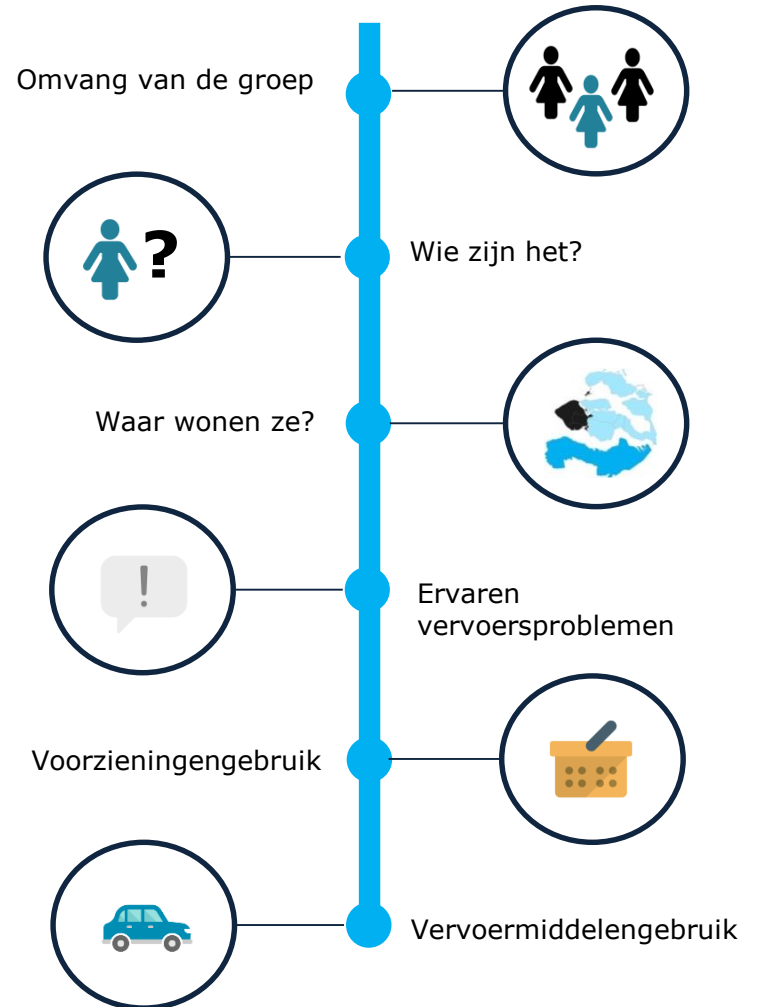 Omvang van de groep
?
Wie zijn het?
Waar wonen ze?
!
Ervaren
vervoersproblemen
Voorzieningengebruik
Vervoermiddelengebruik